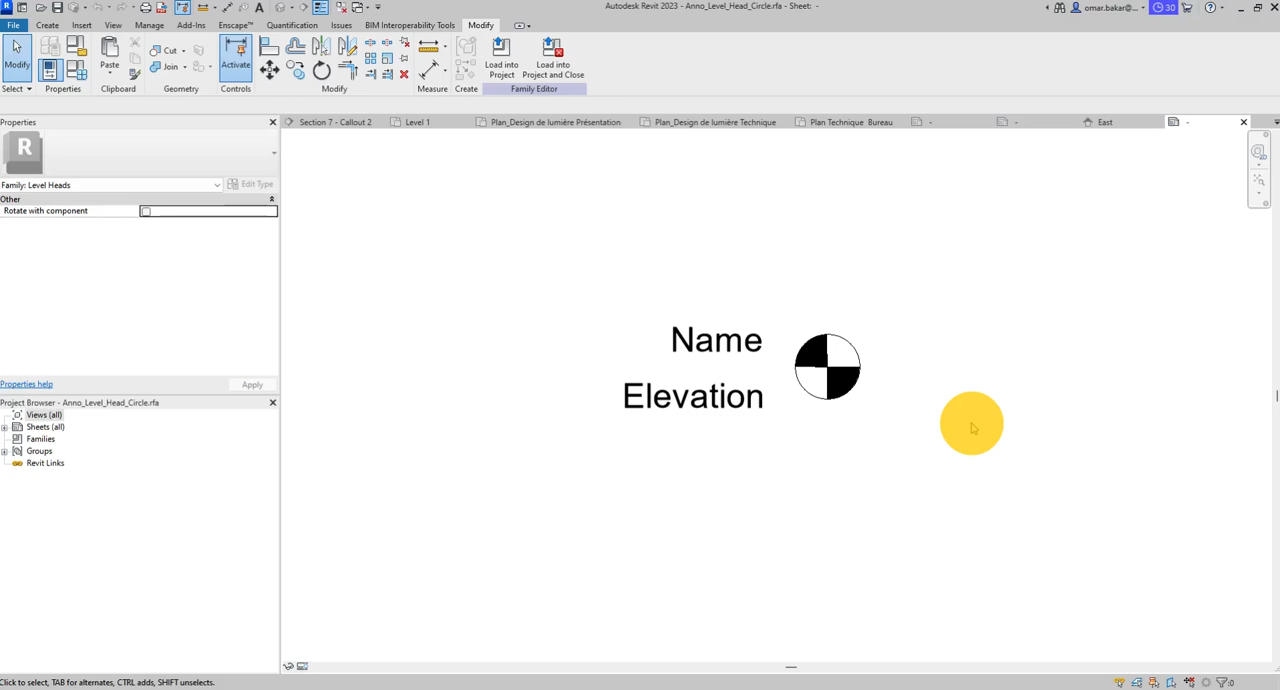 Autodesk Revit 2023 - Anno_Level_Head_Circle.rfa - Sheet: -
omar.bakar@...
30
File Create Insert Annotate Manage Add-Ins Enscape™ Quantification Issues View BIM Interoperability Tools Modify
Modify
Paste
Cut
Join
Activate
Load into
Project
Load into
Project and Close
Select Properties Clipboard Geometry Controls Modify Measure Create Family Editor
Properties
Section 7 - Callout 2 Level 1 Plan_Design de lumière Présentation Plan_Design de lumière Technique Plan Technique Bureau - - East -
R
Family: Level Heads
Edit Type
Other
Rotate with component
Name
Elevation
Properties help
Apply
Project Browser - Anno_Level_Head_Circle.rfa
Views (all)
Sheets (all)
Families
Groups
Revit Links
Click to select, TAB for alternates, CTRL adds, SHIFT unselects.
:0